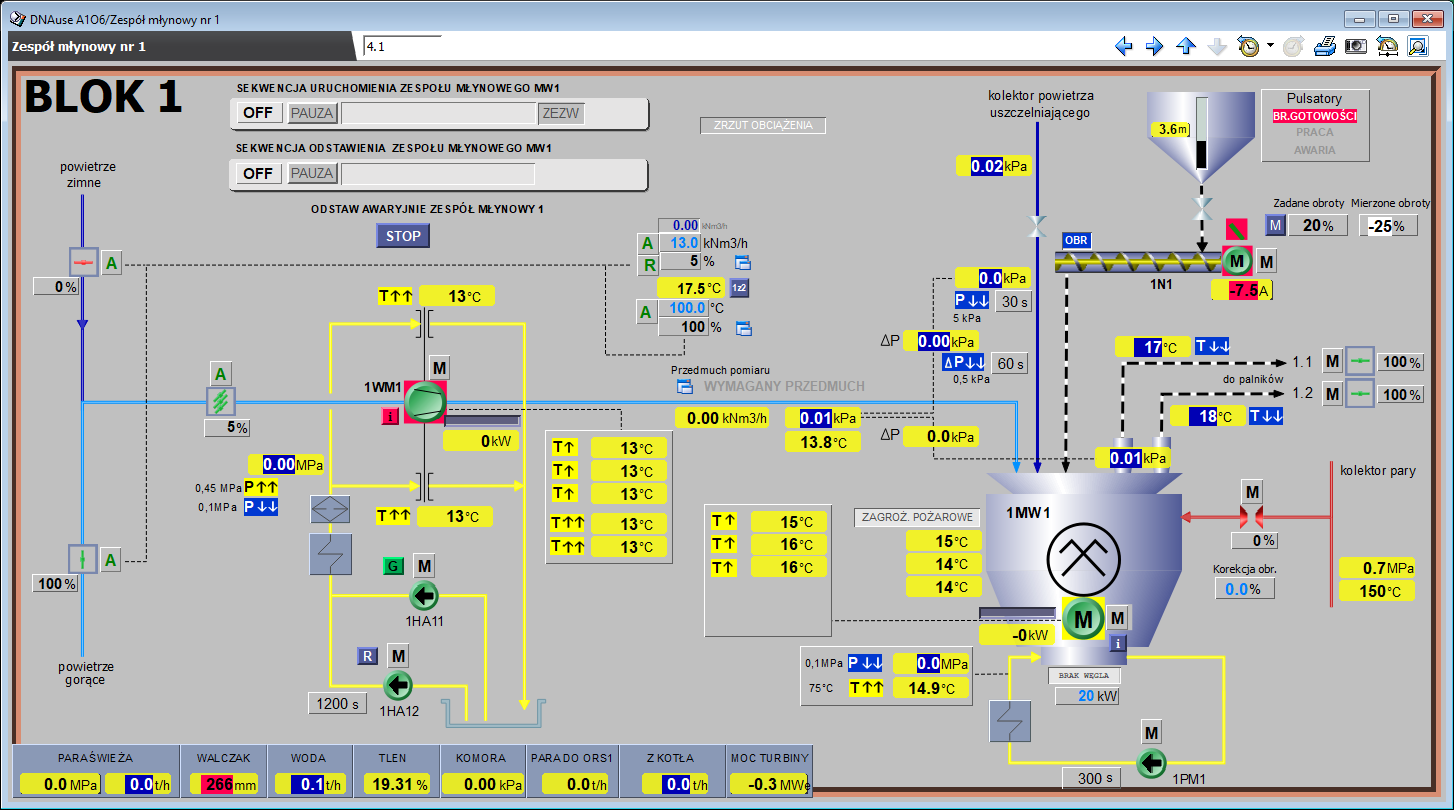 DNAuse A1O6/Zespół młynowy nr 1
Zespół młynowy nr 1
4.1
BLOK 1
SEKWENCJA URUCHOMIENIA ZESPOŁU MŁYNOWEGO MW1
OFF PAUZA ZEZW
SEKWENCJA ODSTAWIENIA ZESPOŁU MŁYNOWEGO MW1
OFF PAUZA
ODSTAW AWARYJNIE ZESPÓŁ MŁYNOWY 1
STOP
ZRZUT OBCIĄŻENIA
powietrze
zimne
A
0 %
A
5%
A
100 %
powietrze
gorące
0.00 kNm3/h
A 13.0 kNm3/h
R 5 %
17.5 °C 1z2
A 100.0 °C
100 %
T↑↑ 13 °C
1WM1
M
i
0 kW
T↑↑ 13 °C
0.00 MPa
0,45 MPa P↑↑
0,1MPa P↓↓
G M
1HA11
R M
1200 s
1HA12
T↑ 13 °C
T↑ 13 °C
T↑ 13 °C
T↑↑ 13 °C
T↑↑ 13 °C
Przedmuch pomiaru
WYMAGANY PRZEDMUCH
0.00 kNm3/h
0.01 kPa
13.8 °C
kolektor powietrza
uszczelniającego
0.02 kPa
0.0 kPa
P↓↓ 30 s
5 kPa
ΔP 0.00 kPa
ΔP↓↓ 60 s
0,5 kPa
ΔP 0.0 kPa
3.6 m
Pulsatory
BR.GOTOWOŚCI
PRACA
AWARIA
Zadane obroty Mierzone obroty
M 20 % -25 %
OBR
M M
1N1
-7.5 A
17 °C T↓↓
1.1 M 100 %
do palników
1.2 M 100 %
18 °C T↓↓
0.01 kPa
kolektor pary
M
0 %
Korekcja obr.
0.0 %
0.7 MPa
150 °C
1MW1
ZAGROŻ. POŻAROWE
15 °C
14 °C
14 °C
T↑ 15 °C
T↑ 16 °C
T↑ 16 °C
M M
-0 kW
i
BRAK WĘGLA
20 kW
0,1MPa P↓↓ 0.0 MPa
75°C T↑↑ 14.9 °C
M
300 s
1PM1
PARA ŚWIEŻA WALCZAK WODA TLEN KOMORA PARA DO ORS1 Z KOTŁA MOC TURBINY
0.0 MPa 0.0 t/h 266 mm 0.1 t/h 19.31 % 0.00 kPa 0.0 t/h 0.0 t/h -0.3 MWe